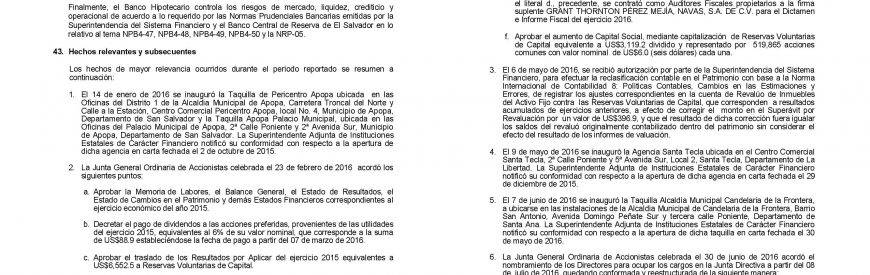 Finalmente, el Banco Hipotecario controla los riesgos de mercado, liquidez, crediticio y
operacional de acuerdo a lo requerido por las Normas Prudenciales Bancarias emitidas por la
Superintendencia del Sistema Financiero y el Banco Central de Reserva de El Salvador en lo
relativo al tema NPB4-47, NPB4-48, NPB4-49, NPB4-50 y la NRP-05.
43. Hechos relevantes y subsecuentes
Los hechos de mayor relevancia ocurridos durante el periodo reportado se resumen a
continuación:
1. El 14 de enero de 2016 se inauguro la Taquilla de Pericentro Apopa ubicada en las
Oficinas del Distrito 1 de la Alcaldía Municipal de Apopa, Carretera Troncal del Norte y
Calle a la Estación, Centro Comercial Pericentro Apopa, local No. 4, Municipio de Apopa,
Departamento de San Salvador y la Taquilla Apopa Palacio Municipal, ubicada en las
Oficinas del Palacio Municipal de Apopa, 2ª Calle Poniente y 2ª Avenida Sur, Municipio
de Apopa, Departamento de San Salvador. La Superintendente Adjunta de Instituciones
Estatales de Carácter Financiero notificó su conformidad con respecto a la apertura de
dicha agencia en carta fechada el 2 de octubre de 2015.
2. La Junta General Ordinaria de Accionistas celebrada el 23 de febrero de 2016 acordó los
siguientes puntos:
a. Aprobar la Memoria de Labores, el Balance General, el Estado de Resultados, el
Estado de Cambios en el Patrimonio y demás Estados Financieros correspondientes al
ejercicio económico del año 2015.
b. Decretar el pago de dividendos a las acciones preferidas, provenientes de las utilidades
del ejercicio 2015, equivalentes al 6% de su valor nominal, que corresponde a la suma
de US$88.9 estableciéndose la fecha de pago a partir del 07 de marzo de 2016.
c. Aprobar el traslado de los Resultados por Aplicar del ejercicio 2015 equivalentes a
US$6,552.5 a Reservas Voluntarias de Capital.
el literal d., precedente, se contrató como Auditores Fiscales propietarios a la firma
suplente GRANT THORNTON PEREZ MEJÍA, NAVAS, S.A. DE C.V. para el Dictamen
e Informe Fiscal del ejercicio 2016.
f. Aprobar el aumento de Capital Social, mediante capitalización de Reservas Voluntarias
de Capital equivalente a US$3,119.2 dividido y representado por 519,865 acciones
comunes con valor nominal de US$6.0 (seis dólares) cada una.
3. El 6 de mayo de 2016, se recibió autorización por parte de la Superintendencia del Sistema
Financiero, para efectuar la reclasificación contable en el Patrimonio con base a la Norma
Internacional de Contabilidad 8: Políticas Contables, Cambios en las Estimaciones y
Errores, de registrar los ajustes correspondientes en la cuenta de Revalúo de Inmuebles
del Activo Fijo contra las Reservas Voluntarias de Capital, que corresponden a resultados
acumulados de ejercicios anteriores, a efecto de corregir el monto en el Superávit por
Revaluación por un valor de US$396.9, y que el resultado de dicha corrección fuera igualar
los saldos del revalúo originalmente contabilizado dentro del patrimonio sin considerar el
efecto del resultado de los informes de valuación.
4. El 9 de mayo de 2016 se inauguró la Agencia Santa Tecla ubicada en el Centro Comercial
Santa Tecla, 2ª Calle Poniente y 5ª Avenida Sur, Local 2, Santa Tecla, Departamento de La
Libertad. La Superintendente Adjunta de Instituciones Estatales de Carácter Financiero
notificó su conformidad con respecto a la apertura de dicha agencia en carta fechada el 29
de diciembre de 2015.
5. El 7 de junio de 2016 se inauguró la Taquilla Alcaldía Municipal Candelaria de la Frontera,
a ubicarse en las instalaciones de la Alcaldía Municipal de Candelaria de la Frontera, Barrio
San Antonio, Avenida Domingo Peñate Sur y tercera calle Poniente, Departamento de
Santa Ana. La Superintendente Adjunta de Instituciones Estatales de Carácter Financiero
notificó su conformidad con respecto a la apertura de dicha taquilla en carta fechada el 30
de mayo de 2016.
6. La Junta General Ordinaria de Accionistas celebrada el 30 de junio de 2016 acordó el
nombramiento de los Directores para ocupar los cargos en la Junta Directiva a partir del 08
de julio de 2016, quedando conformada y reestructurada de la siguiente manera: